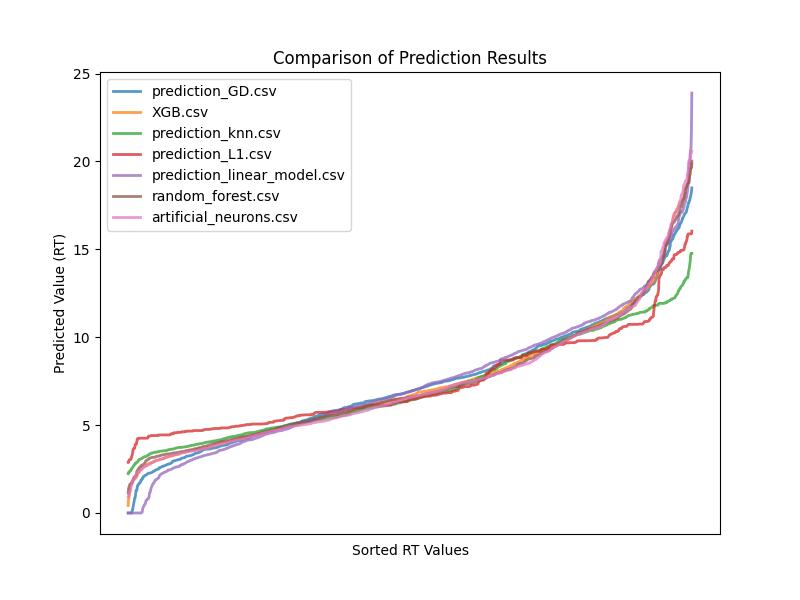 Comparison of Prediction Results
25
20
15
10
5
0
Predicted Value (RT)
prediction_GD.csv
XGB.csv
prediction_knn.csv
prediction_L1.csv
prediction_linear_model.csv
random_forest.csv
artificial_neurons.csv
Sorted RT Values